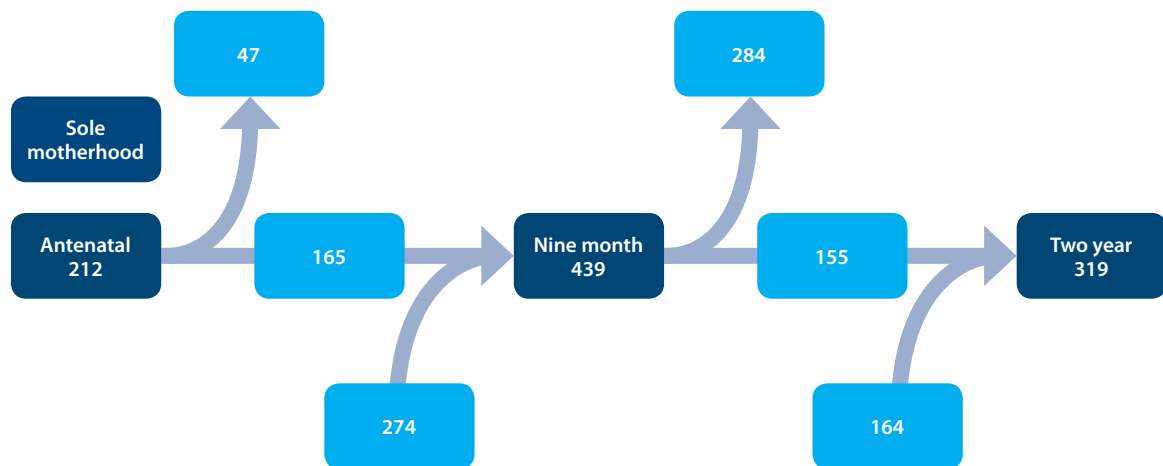 47
284
Sole
motherhood
Antenatal
212
165
Nine month
439
155
Two year
319
274
164